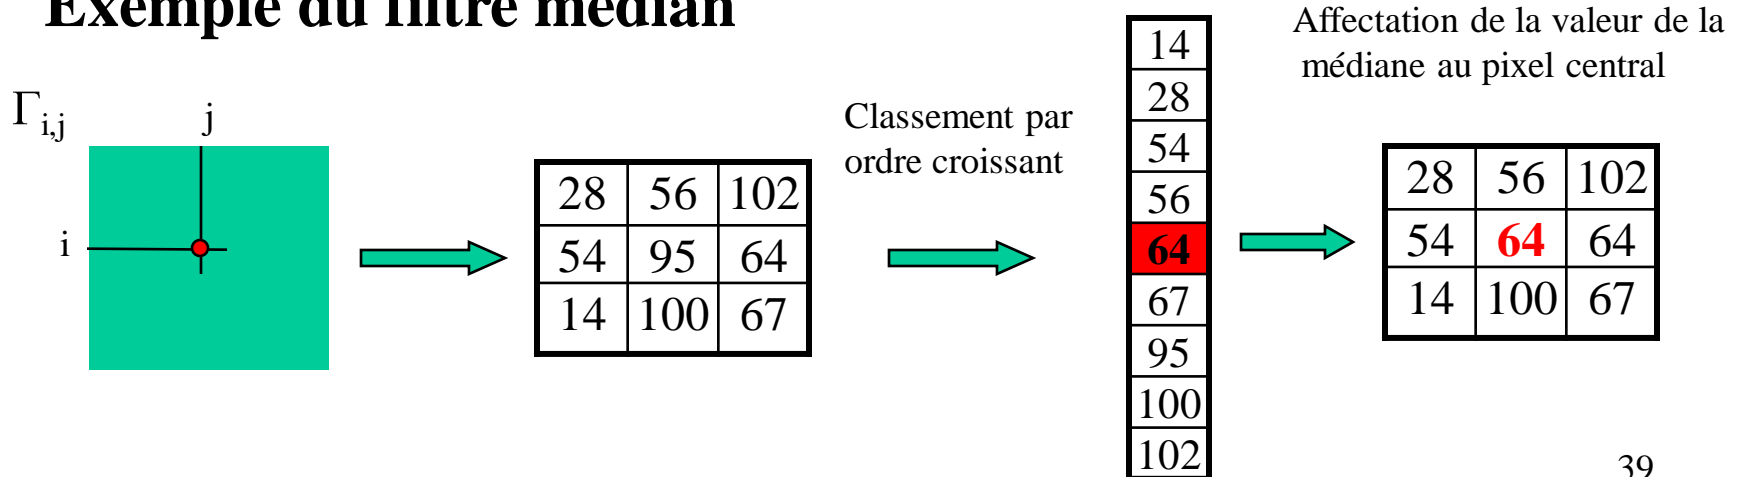 Exemple du filtre médian
Γi,j
j
i
28 56 102
54 95 64
14 100 67
Classement par
ordre croissant
14
28
54
56
64
67
95
100
102
Affectation de la valeur de la
médiane au pixel central
28 56 102
54 64 64
14 100 67
39